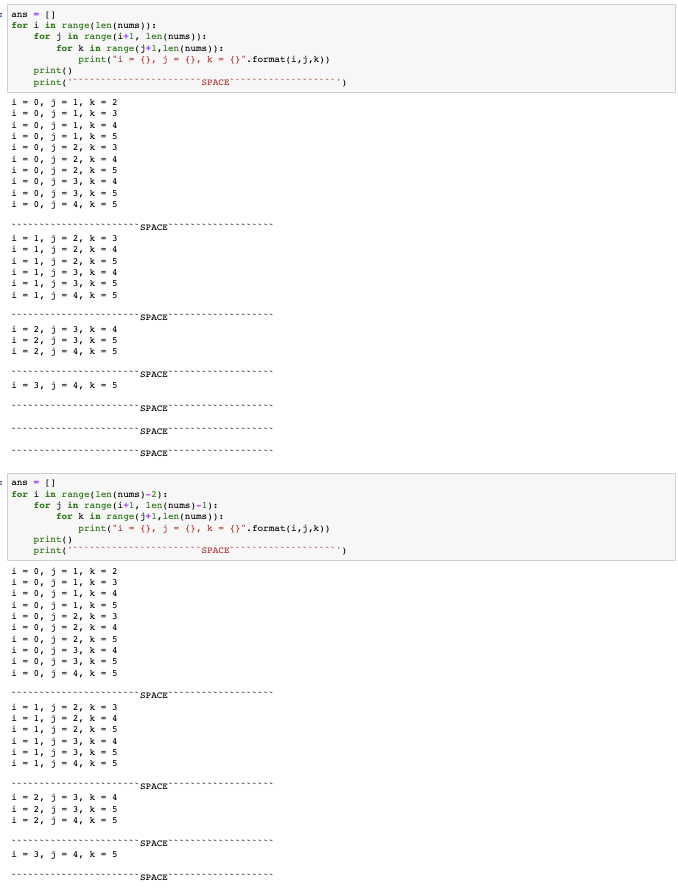 ans = []
for i in range(len(nums)):
    for j in range(i+1, len(nums)):
        for k in range(j+1,len(nums)):
            print("i = {}, j = {}, k = {}".format(i,j,k))
    print()
    print('~~~~~~~~~~~~~~~~~~~~~~~SPACE~~~~~~~~~~~~~~~~~~~')
i = 0, j = 1, k = 2
i = 0, j = 1, k = 3
i = 0, j = 1, k = 4
i = 0, j = 1, k = 5
i = 0, j = 2, k = 3
i = 0, j = 2, k = 4
i = 0, j = 2, k = 5
i = 0, j = 3, k = 4
i = 0, j = 3, k = 5
i = 0, j = 4, k = 5
~~~~~~~~~~~~~~~~~~~~~~~SPACE~~~~~~~~~~~~~~~~~~~
i = 1, j = 2, k = 3
i = 1, j = 2, k = 4
i = 1, j = 2, k = 5
i = 1, j = 3, k = 4
i = 1, j = 3, k = 5
i = 1, j = 4, k = 5
~~~~~~~~~~~~~~~~~~~~~~~SPACE~~~~~~~~~~~~~~~~~~~
i = 2, j = 3, k = 4
i = 2, j = 3, k = 5
i = 2, j = 4, k = 5
~~~~~~~~~~~~~~~~~~~~~~~SPACE~~~~~~~~~~~~~~~~~~~
i = 3, j = 4, k = 5
~~~~~~~~~~~~~~~~~~~~~~~SPACE~~~~~~~~~~~~~~~~~~~
~~~~~~~~~~~~~~~~~~~~~~~SPACE~~~~~~~~~~~~~~~~~~~
~~~~~~~~~~~~~~~~~~~~~~~SPACE~~~~~~~~~~~~~~~~~~~
ans = []
for i in range(len(nums)-2):
    for j in range(i+1, len(nums)-1):
        for k in range(j+1,len(nums)):
            print("i = {}, j = {}, k = {}".format(i,j,k))
    print()
    print('~~~~~~~~~~~~~~~~~~~~~~~SPACE~~~~~~~~~~~~~~~~~~~')
i = 0, j = 1, k = 2
i = 0, j = 1, k = 3
i = 0, j = 1, k = 4
i = 0, j = 1, k = 5
i = 0, j = 2, k = 3
i = 0, j = 2, k = 4
i = 0, j = 2, k = 5
i = 0, j = 3, k = 4
i = 0, j = 3, k = 5
i = 0, j = 4, k = 5
~~~~~~~~~~~~~~~~~~~~~~~SPACE~~~~~~~~~~~~~~~~~~~
i = 1, j = 2, k = 3
i = 1, j = 2, k = 4
i = 1, j = 2, k = 5
i = 1, j = 3, k = 4
i = 1, j = 3, k = 5
i = 1, j = 4, k = 5
~~~~~~~~~~~~~~~~~~~~~~~SPACE~~~~~~~~~~~~~~~~~~~
i = 2, j = 3, k = 4
i = 2, j = 3, k = 5
i = 2, j = 4, k = 5
~~~~~~~~~~~~~~~~~~~~~~~SPACE~~~~~~~~~~~~~~~~~~~
i = 3, j = 4, k = 5
~~~~~~~~~~~~~~~~~~~~~~~SPACE~~~~~~~~~~~~~~~~~~~